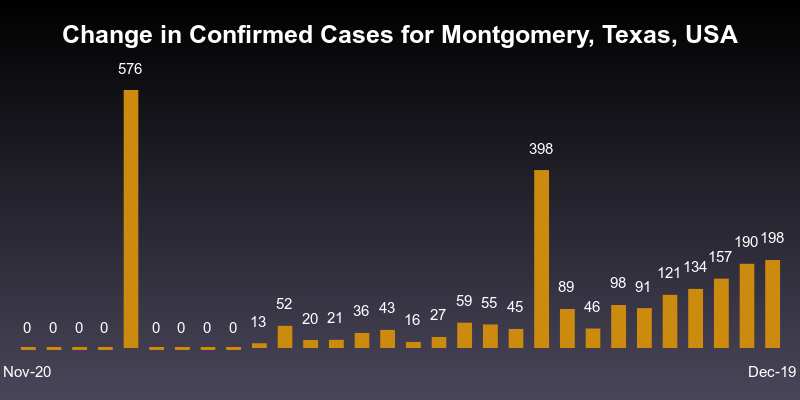 Change in Confirmed Cases for Montgomery, Texas, USA
576
398
190 198
157
121 134
89 98 91
52 59 55
36 43 45 46
13 20 21 16 27
0 0 0 0 0 0 0 0
Nov-20 Dec-19